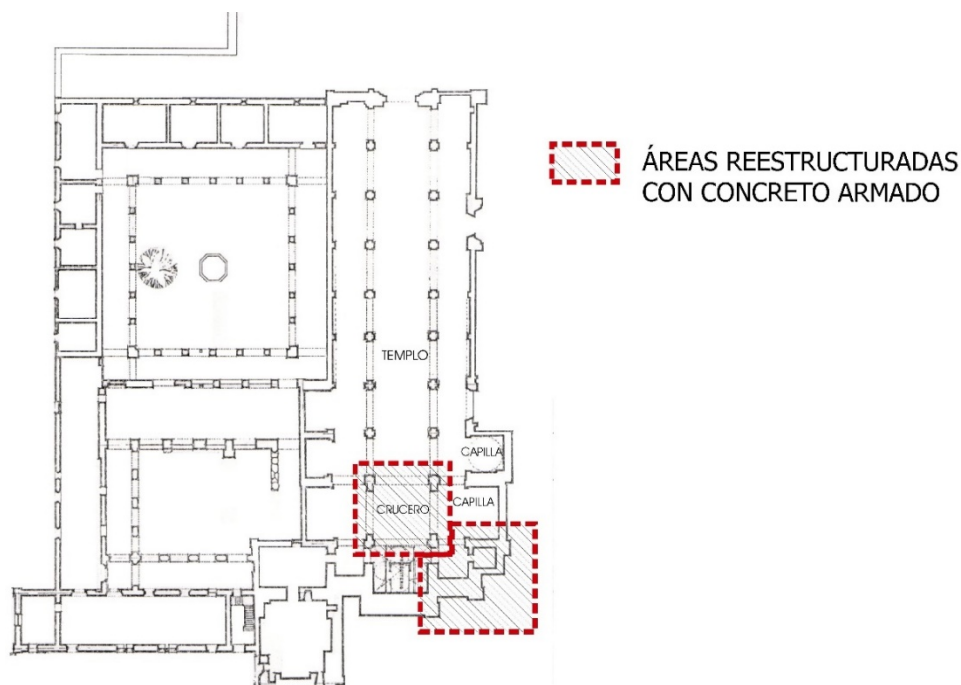 ÁREAS REESTRUCTURADAS
CON CONCRETO ARMADO
TEMPLO
CAPILLA
CAPILLA
CRUCERO